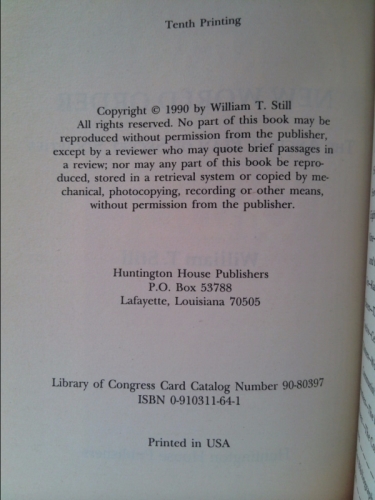 Tenth Printing
Copyright © 1990 by William T. Still
All rights reserved. No part of this book may be
reproduced without permission from the publisher,
except by a reviewer who may quote brief passages in
a review; nor may any part of this book be repro-
duced, stored in a retrieval system or copied by me-
chanical, photocopying, recording or other means,
without permission from the publisher.
Huntington House Publishers
P.O. Box 53788
Lafayette, Louisiana 70505
Library of Congress Card Catalog Number 90-80397
ISBN 0-910311-64-1
Printed in USA